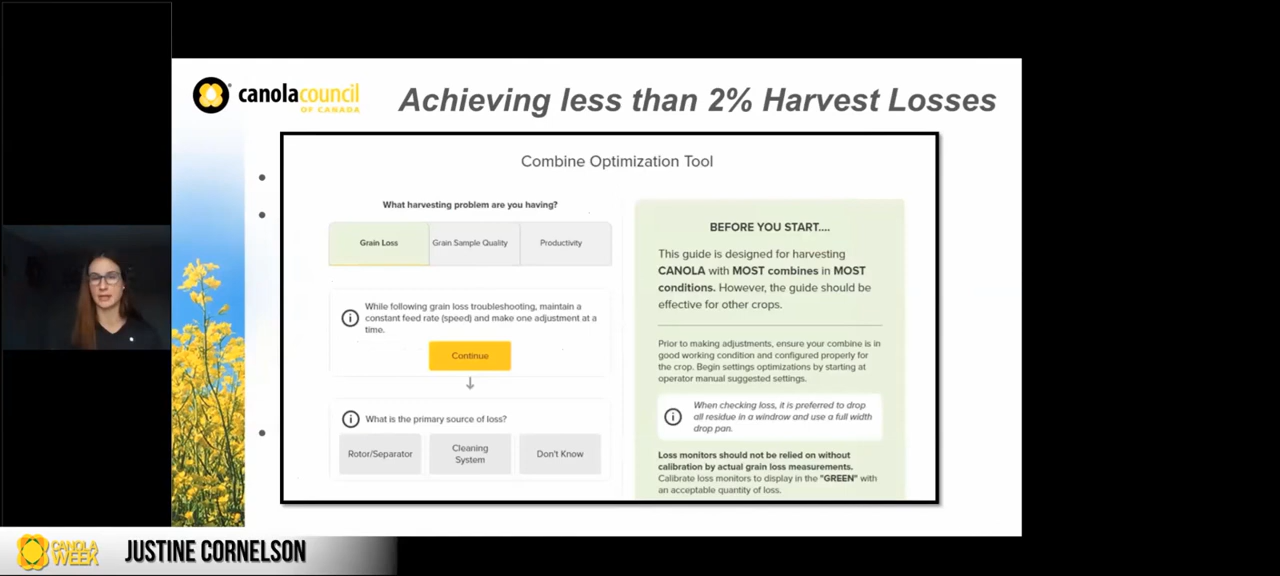 canolacouncil
OF CANADA
Achieving less than 2% Harvest Losses
Combine Optimization Tool
What harvesting problem are you having?
Grain Loss
Grain Sample Quality
Productivity
While following grain loss troubleshooting, maintain a
constant feed rate (speed) and make one adjustment at a
time.
Continue
What is the primary source of loss?
Rotor/Separator
Cleaning
System
Don't Know
BEFORE YOU START....
This guide is designed for harvesting
CANOLA with MOST combines in MOST
conditions. However, the guide should be
effective for other crops.
Prior to making adjustments, ensure your combine is in
good working condition and configured properly for
the crop. Begin settings optimizations by starting at
operator manual suggested settings.
When checking loss, it is preferred to drop
all residue in a windrow and use a full width
drop pan.
Loss monitors should not be relied on without
calibration by actual grain loss measurements.
Calibrate loss monitors to display in the "GREEN" with
an acceptable quantity of loss.
CANOLA
WEEK
JUSTINE CORNELSON